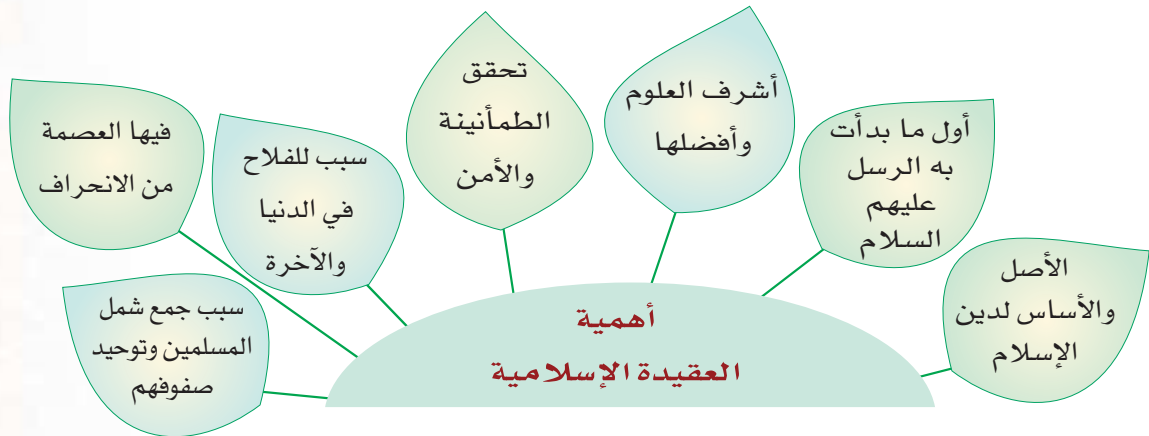 أهمية
العقيدة الإسلامية
الأصل
والأساس لدين
الإسلام
أول ما بدأت
به الرسل
عليهم
السلام
أشرف العلوم
وأفضلها
تحقق
الطمأنينة
والأمن
سبب للفلاح
في الدنيا
والآخرة
فيها العصمة
من الانحراف
سبب جمع شمل
المسلمين وتوحيد
صفوفهم